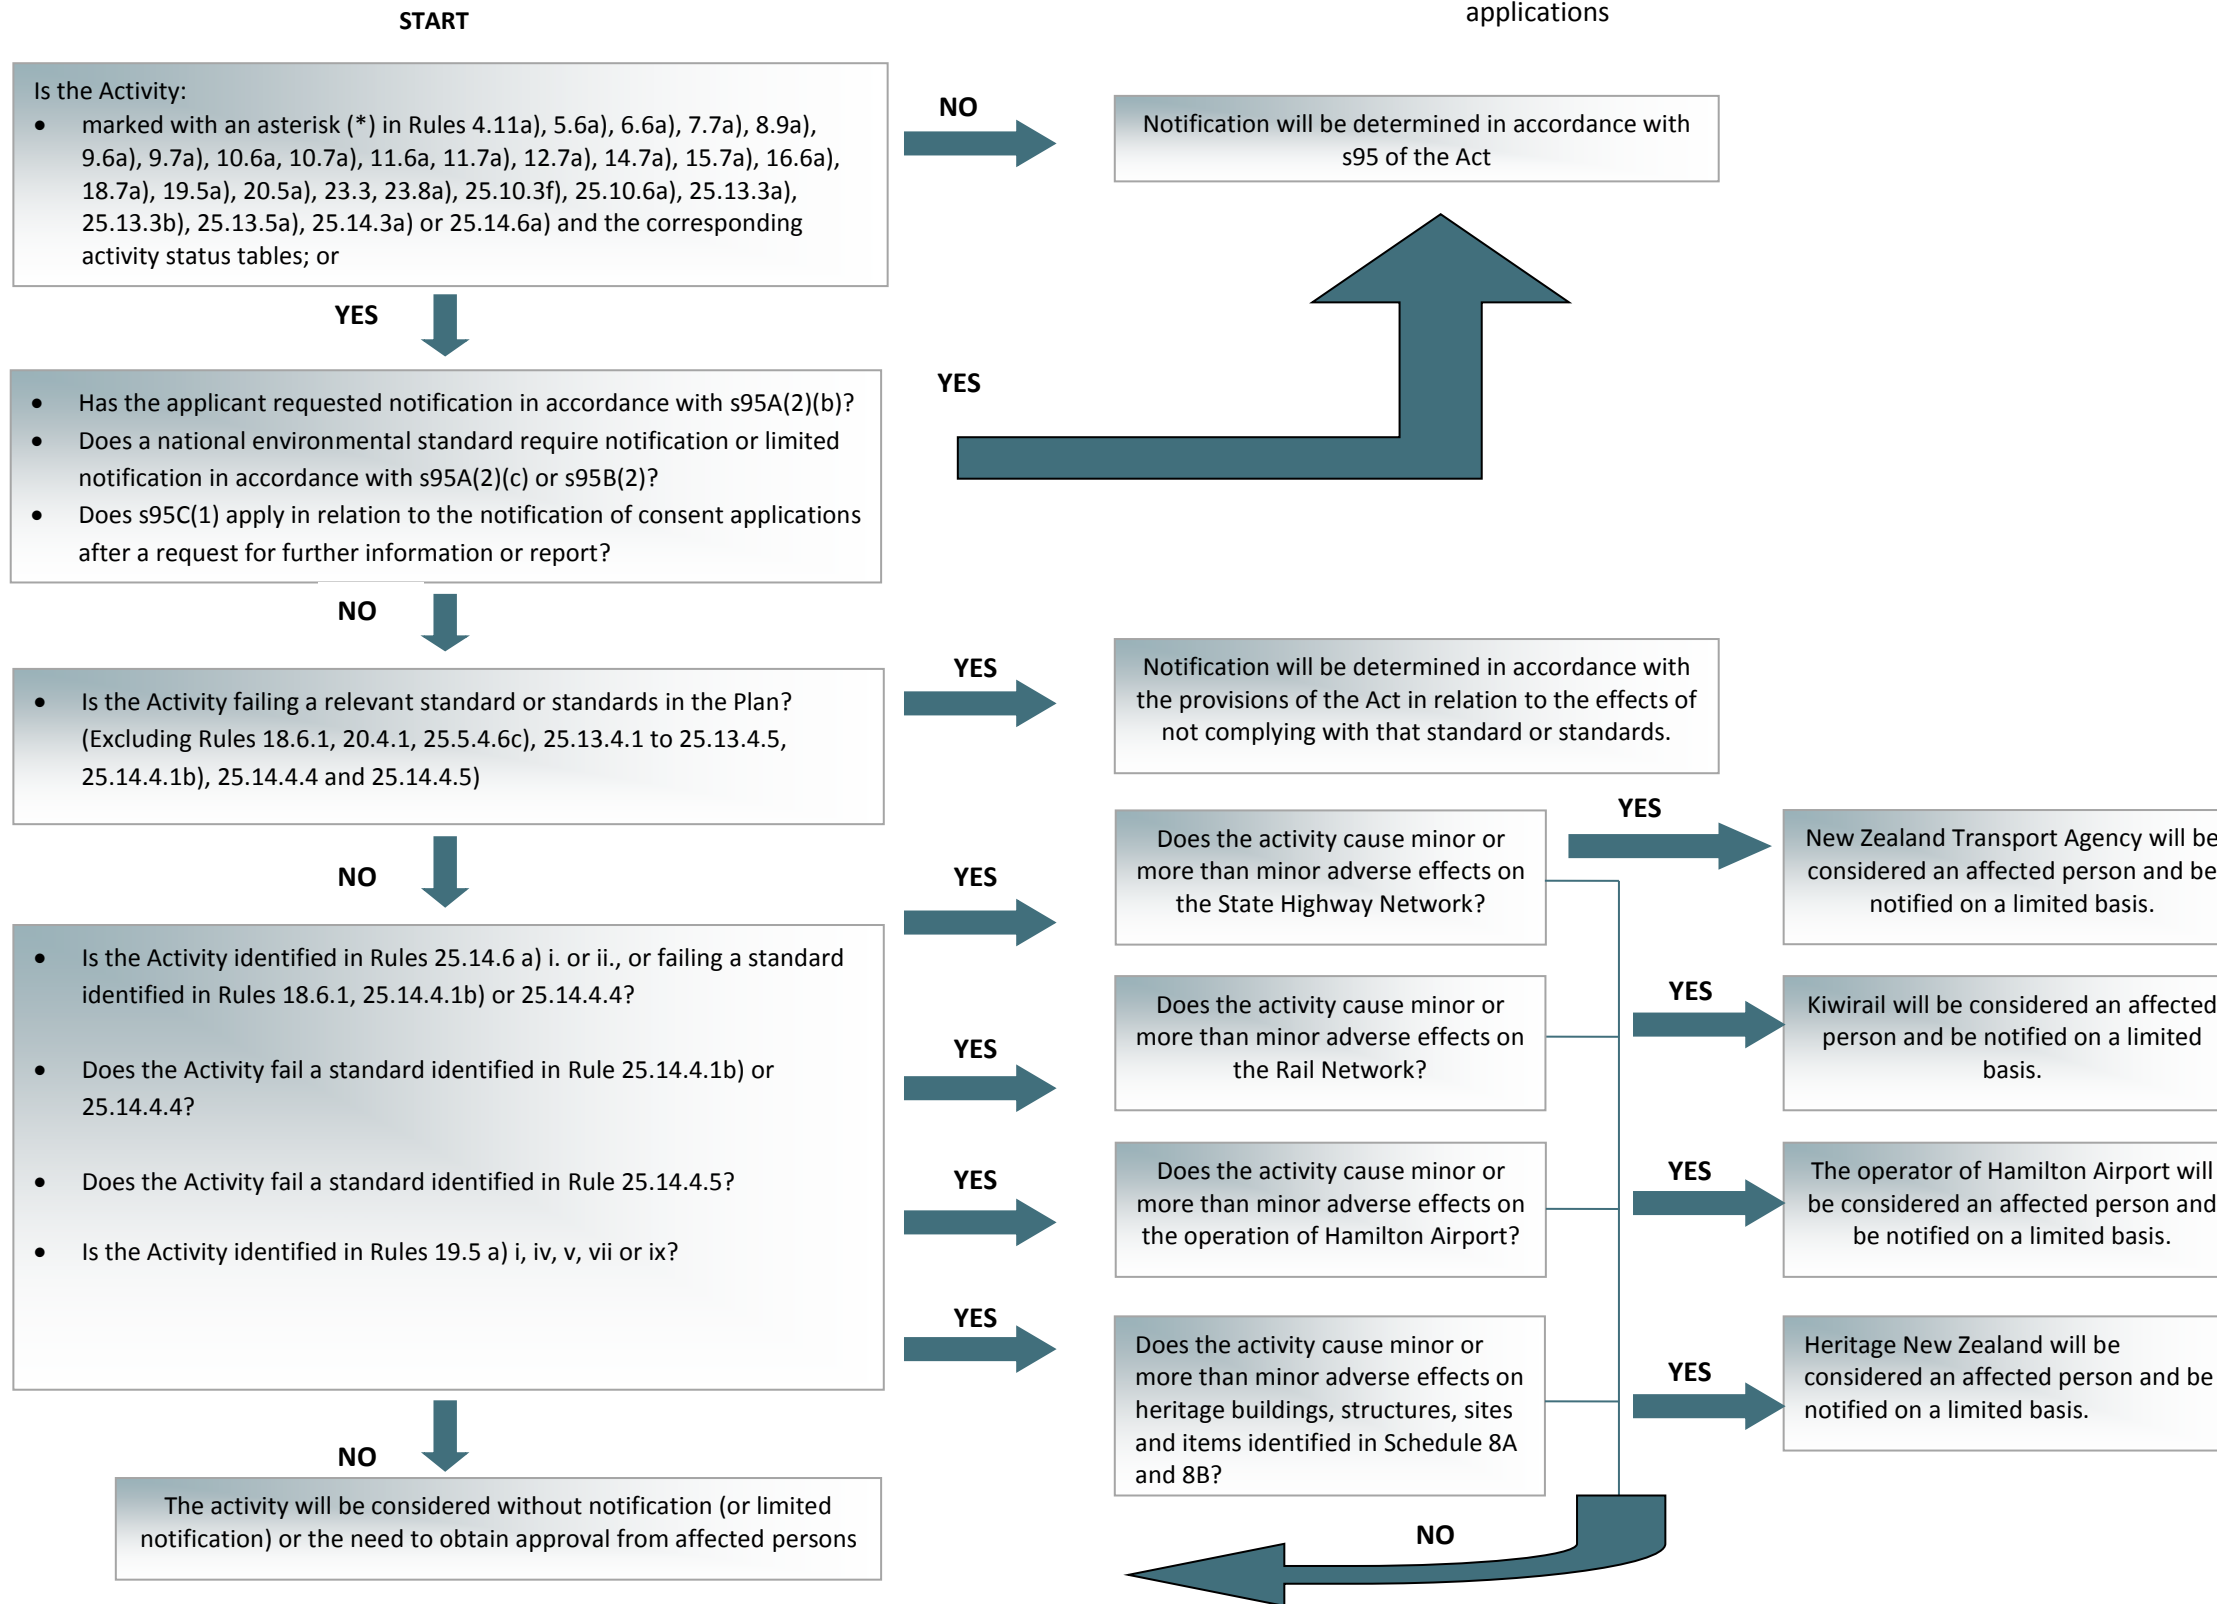 applications
START
Is the Activity:
• marked with an asterisk (*) in Rules 4.11a), 5.6a), 6.6a), 7.7a), 8.9a),
9.6a), 9.7a), 10.6a, 10.7a), 11.6a, 11.7a), 12.7a), 14.7a), 15.7a), 16.6a),
18.7a), 19.5a), 20.5a), 23.3, 23.8a), 25.10.3f), 25.10.6a), 25.13.3a),
25.13.3b), 25.13.5a), 25.14.3a) or 25.14.6a) and the corresponding
activity status tables; or
NO
Notification will be determined in accordance with
s95 of the Act
YES
• Has the applicant requested notification in accordance with s95A(2)(b)?
• Does a national environmental standard require notification or limited
notification in accordance with s95A(2)(c) or s95B(2)?
• Does s95C(1) apply in relation to the notification of consent applications
after a request for further information or report?
YES
NO
• Is the Activity failing a relevant standard or standards in the Plan?
(Excluding Rules 18.6.1, 20.4.1, 25.5.4.6c), 25.13.4.1 to 25.13.4.5,
25.14.4.1b), 25.14.4.4 and 25.14.4.5)
YES
Notification will be determined in accordance with
the provisions of the Act in relation to the effects of
not complying with that standard or standards.
NO
• Is the Activity identified in Rules 25.14.6 a) i. or ii., or failing a standard
identified in Rules 18.6.1, 25.14.4.1b) or 25.14.4.4?
• Does the Activity fail a standard identified in Rule 25.14.4.1b) or
25.14.4.4?
• Does the Activity fail a standard identified in Rule 25.14.4.5?
• Is the Activity identified in Rules 19.5 a) i, iv, v, vii or ix?
YES
Does the activity cause minor or
more than minor adverse effects on
the State Highway Network?
YES
New Zealand Transport Agency will be
considered an affected person and be
notified on a limited basis.
YES
Does the activity cause minor or
more than minor adverse effects on
the Rail Network?
YES
Kiwirail will be considered an affected
person and be notified on a limited
basis.
YES
Does the activity cause minor or
more than minor adverse effects on
the operation of Hamilton Airport?
YES
The operator of Hamilton Airport will
be considered an affected person and
be notified on a limited basis.
YES
Does the activity cause minor or
more than minor adverse effects on
heritage buildings, structures, sites
and items identified in Schedule 8A
and 8B?
YES
Heritage New Zealand will be
considered an affected person and be
notified on a limited basis.
NO
NO
The activity will be considered without notification (or limited
notification) or the need to obtain approval from affected persons